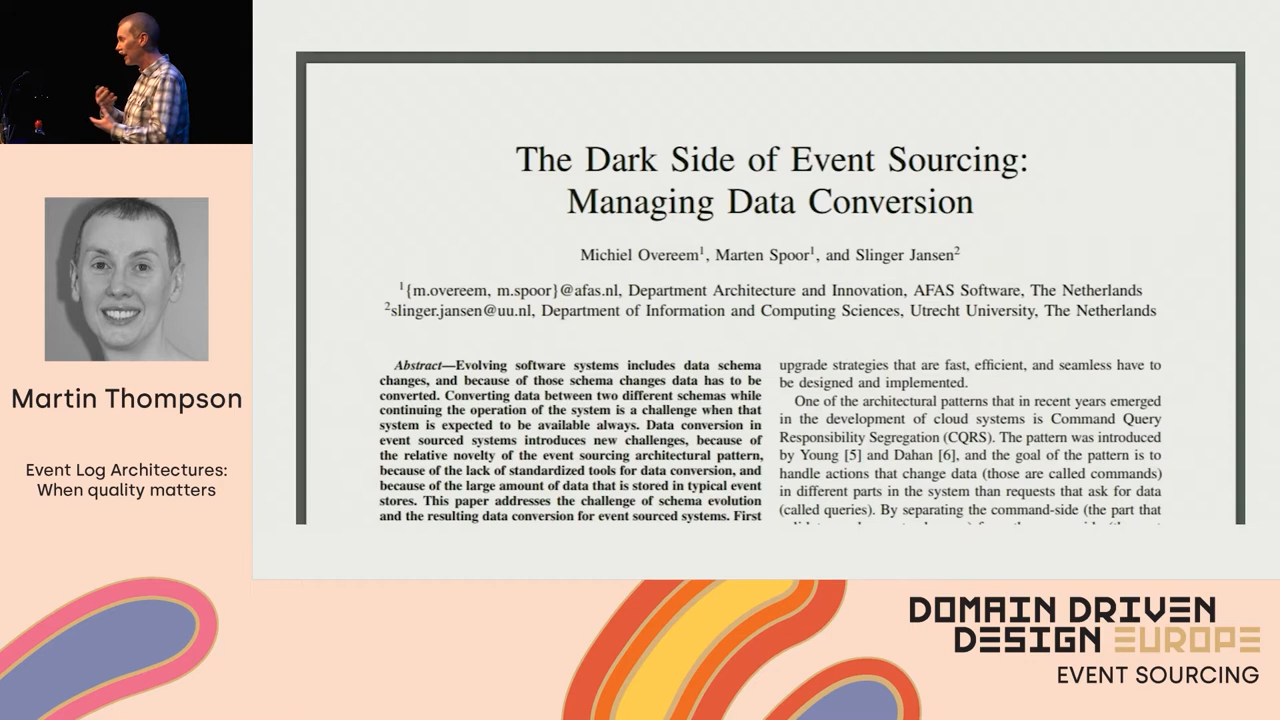 Martin Thompson
Event Log Architectures:
When quality matters
The Dark Side of Event Sourcing:
Managing Data Conversion
Michiel Overeem1, Marten Spoor1, and Slinger Jansen2
1{m.overeem, m.spoor}@afas.nl, Department Architecture and Innovation, AFAS Software, The Netherlands
2slinger.jansen@uu.nl, Department of Information and Computing Sciences, Utrecht University, The Netherlands
Abstract—Evolving software systems includes data schema
changes, and because of those schema changes data has to be
converted. Converting data between two different schemas while
continuing the operation of the system is a challenge when that
system is expected to be available always. Data conversion in
event sourced systems introduces new challenges, because of
the relative novelty of the event sourcing architectural pattern,
because of the lack of standardized tools for data conversion, and
because of the large amount of data that is stored in typical event
stores. This paper addresses the challenge of schema evolution
and the resulting data conversion for event sourced systems. First
upgrade strategies that are fast, efficient, and seamless have to
be designed and implemented.
One of the architectural patterns that in recent years emerged
in the development of cloud systems is Command Query
Responsibility Segregation (CQRS). The pattern was introduced
by Young [5] and Dahan [6], and the goal of the pattern is to
handle actions that change data (those are called commands)
in different parts in the system than requests that ask for data
(called queries). By separating the command-side (the part that
DOMAIN DRIVEN
DESIGN EUROPE
EVENT SOURCING